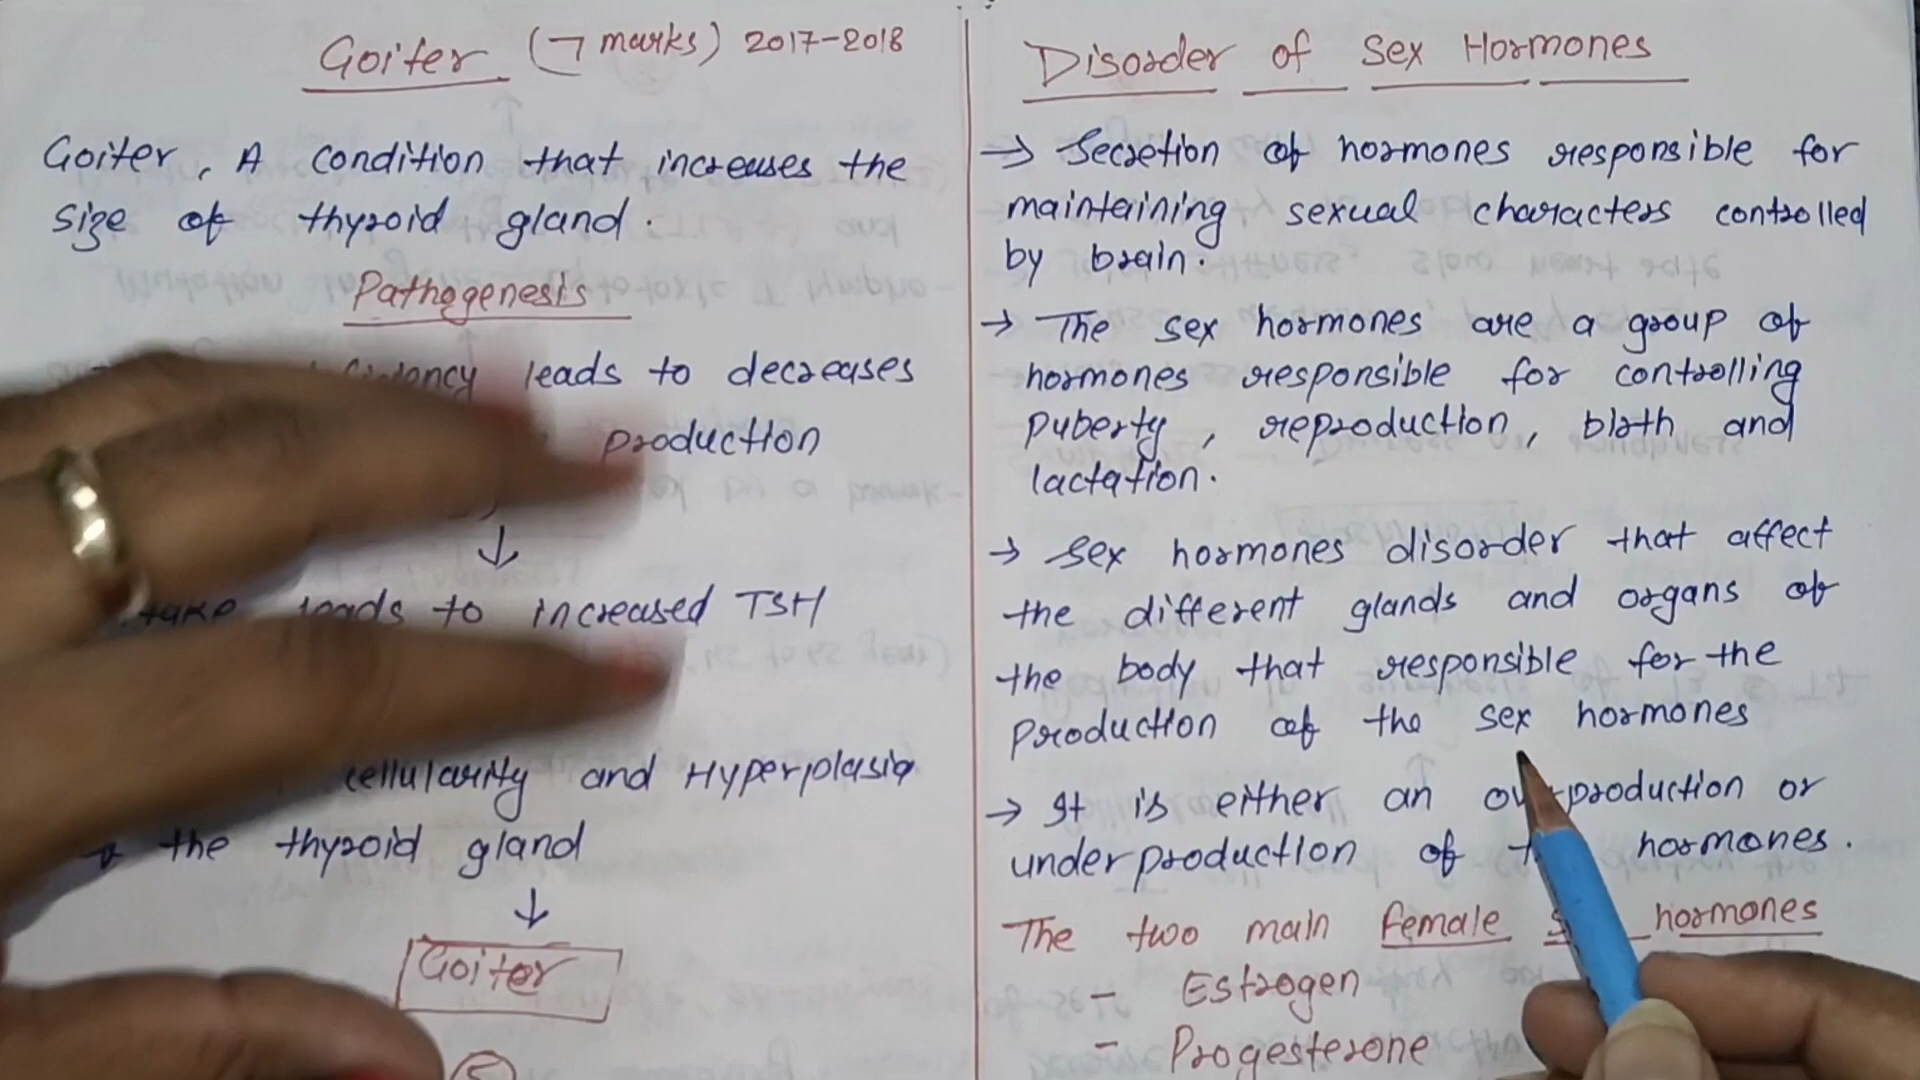 Goiter (7 marks) 2017-2018
Goiter, A condition that increases the
size of thyroid gland.
Pathogenesis
leads to decreases
production
↓
leads to increased TSH
cellularity and Hyperplasia
the thyroid gland
↓
Goiter
5
Disorder of Sex Hormones
→ Secretion of hormones responsible for
maintaining sexual characters controlled
by brain.
→ The sex hormones are a group of
hormones responsible for controlling
puberty, reproduction, birth and
lactation.
→ Sex hormones disorder that affect
the different glands and organs of
the body that responsible for the
production of the sex hormones
→ It is either an overproduction or
underproduction of hormones.
The two main female hormones
- Estrogen
- Progesterone